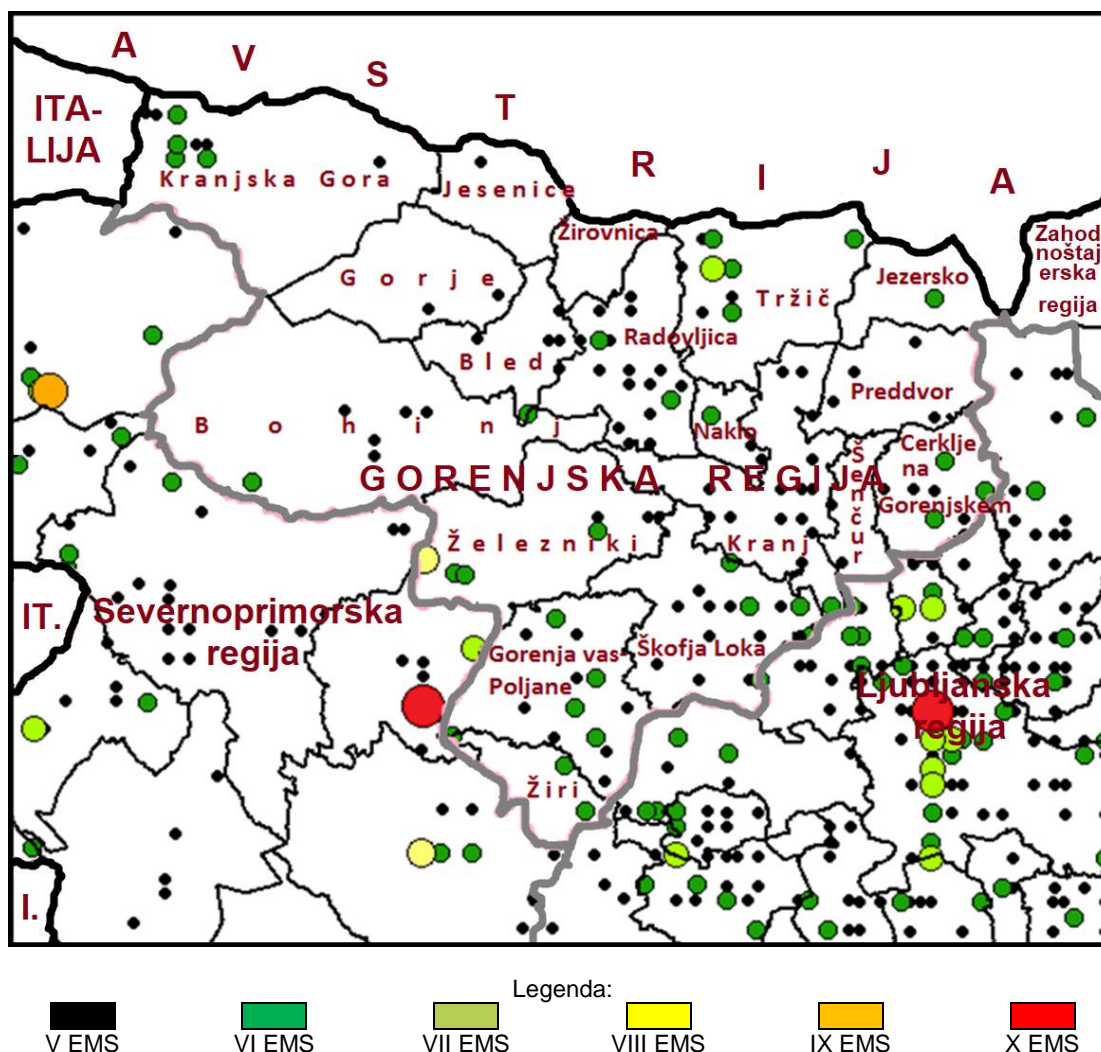 A V S T R I J A
ITA-
LIJA
Kranjska Gora
Jesenice
Žirovnica
Zahod
noštaj
erska
regija
Gorje
Jezersko
Tržič
Radovljica
Bled
Preddvor
Bohinj
Naklo
Cerklje
na
Gorenjskem
Šenčur
GORENJSKA REGIJA
Železniki
Kranj
IT.
Severnoprimorska
regija
Gorenja vas-
Poljane
Škofja Loka
Ljubljanska
regija
Žiri
I.
Legenda:
V EMS VI EMS VII EMS VIII EMS IX EMS X EMS